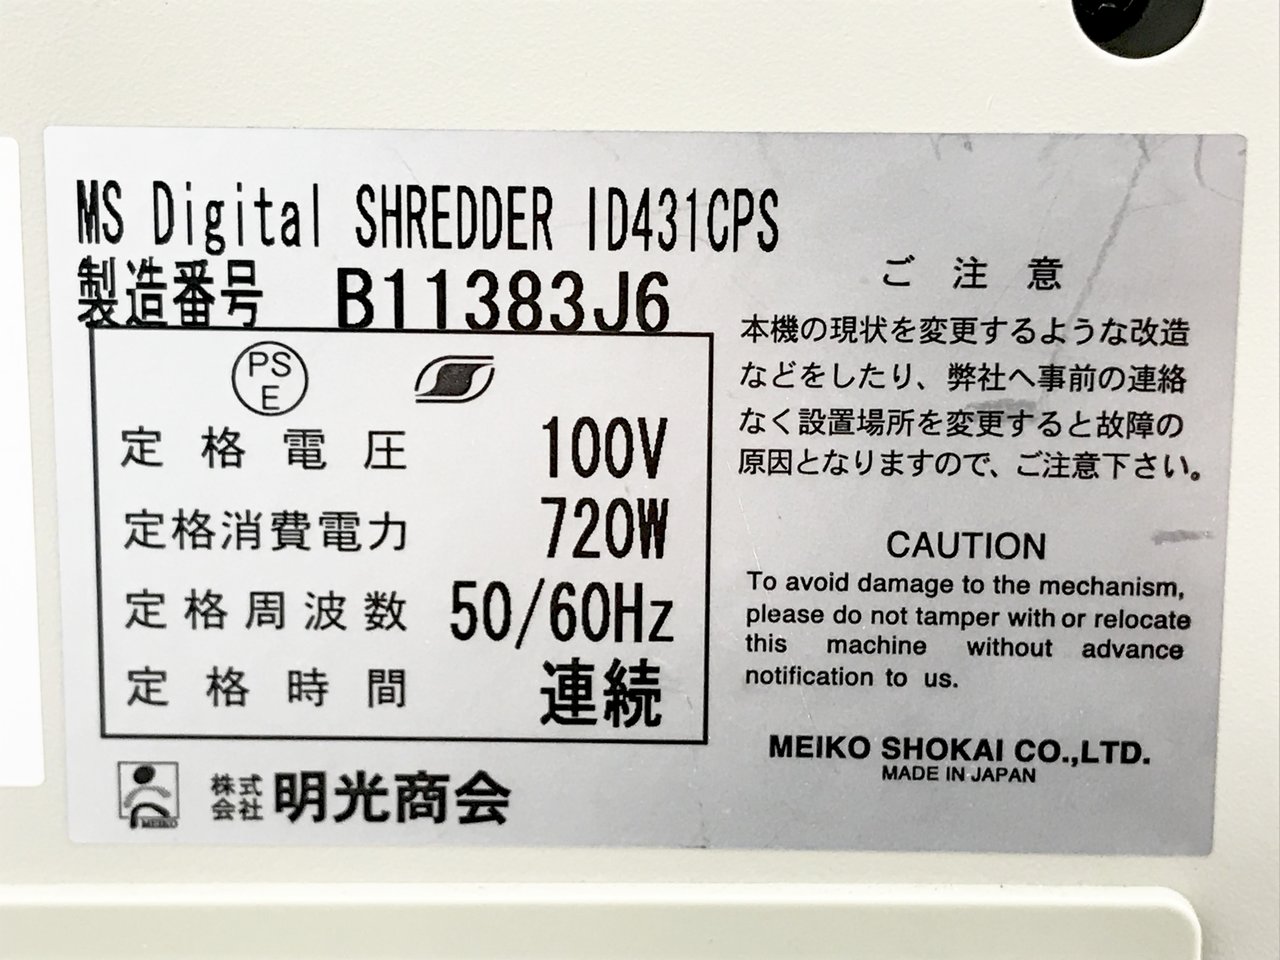 MS Digital SHREDDER ID431CPS
製造番号 B11383J6
PS
E
定格電圧 100V
定格消費電力 720W
定格周波数 50/60Hz
定格時間 連続
MEIKO
株式
会社
明光商会
ご注意
本機の現状を変更するような改造
などをしたり、弊社へ事前の連絡
なく設置場所を変更すると故障の
原因となりますので、ご注意下さい。
CAUTION
To avoid damage to the mechanism,
please do not tamper with or relocate
this machine without advance
notification to us.
MEIKO SHOKAI CO.,LTD.
MADE IN JAPAN